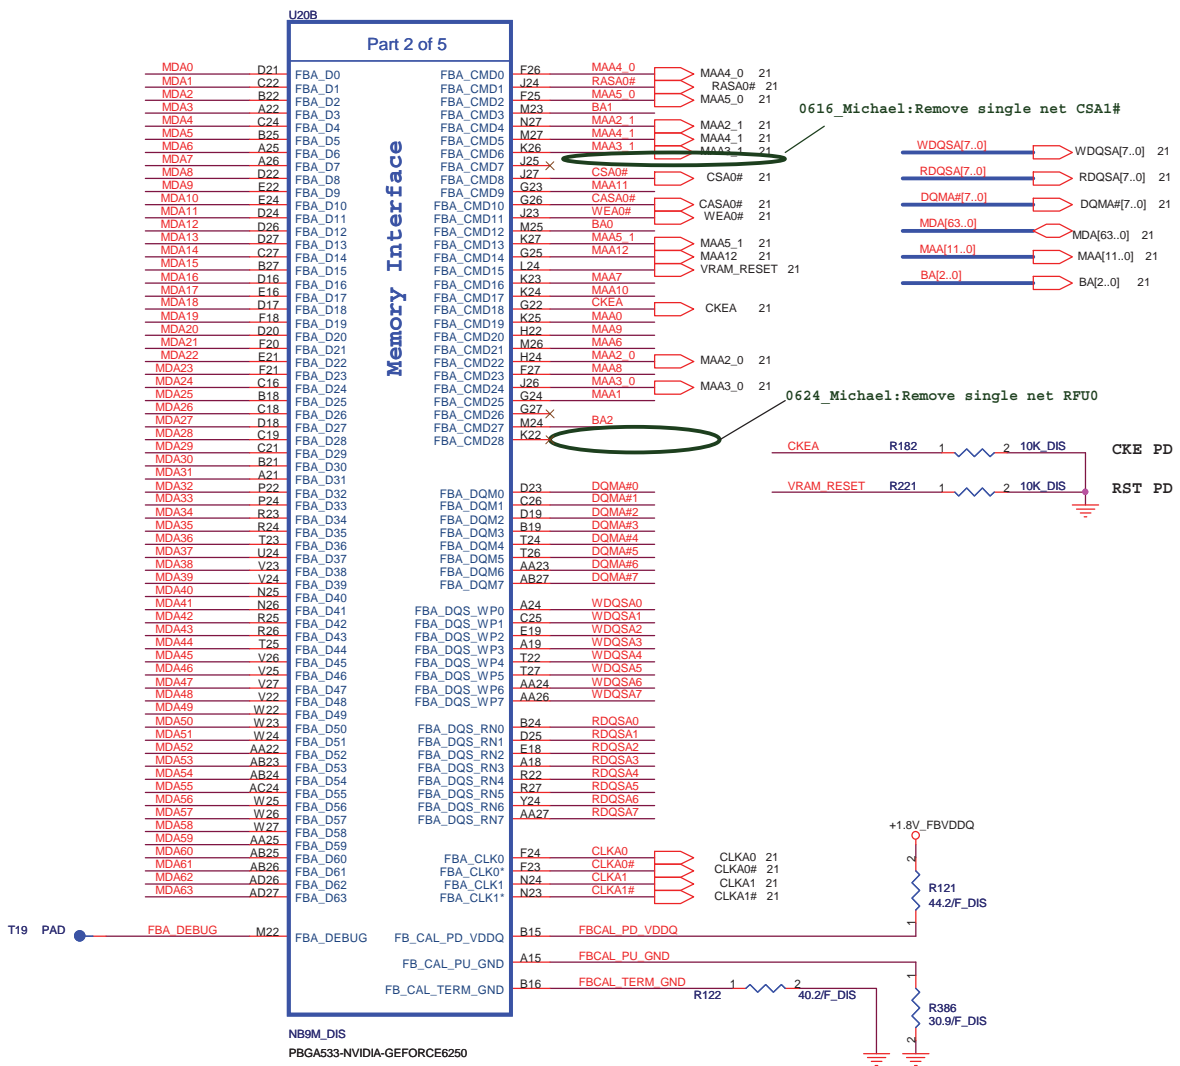 U20B
Part 2 of 5
Memory Interface
MDA0 D21 FBA_D0
MDA1 C22 FBA_D1
MDA2 B22 FBA_D2
MDA3 A22 FBA_D3
MDA4 C24 FBA_D4
MDA5 B25 FBA_D5
MDA6 A25 FBA_D6
MDA7 A26 FBA_D7
MDA8 D22 FBA_D8
MDA9 E22 FBA_D9
MDA10 E24 FBA_D10
MDA11 D24 FBA_D11
MDA12 D26 FBA_D12
MDA13 D27 FBA_D13
MDA14 C27 FBA_D14
MDA15 B27 FBA_D15
MDA16 D16 FBA_D16
MDA17 E16 FBA_D17
MDA18 D17 FBA_D18
MDA19 F18 FBA_D19
MDA20 D20 FBA_D20
MDA21 F20 FBA_D21
MDA22 E21 FBA_D22
MDA23 F21 FBA_D23
MDA24 C16 FBA_D24
MDA25 B18 FBA_D25
MDA26 C18 FBA_D26
MDA27 D18 FBA_D27
MDA28 C19 FBA_D28
MDA29 C21 FBA_D29
MDA30 B21 FBA_D30
MDA31 A21 FBA_D31
MDA32 P22 FBA_D32
MDA33 P24 FBA_D33
MDA34 R23 FBA_D34
MDA35 R24 FBA_D35
MDA36 T23 FBA_D36
MDA37 U24 FBA_D37
MDA38 V23 FBA_D38
MDA39 V24 FBA_D39
MDA40 N25 FBA_D40
MDA41 N26 FBA_D41
MDA42 R25 FBA_D42
MDA43 R26 FBA_D43
MDA44 T25 FBA_D44
MDA45 V26 FBA_D45
MDA46 V25 FBA_D46
MDA47 V27 FBA_D47
MDA48 V22 FBA_D48
MDA49 W22 FBA_D49
MDA50 W23 FBA_D50
MDA51 W24 FBA_D51
MDA52 AA22 FBA_D52
MDA53 AB23 FBA_D53
MDA54 AB24 FBA_D54
MDA55 AC24 FBA_D55
MDA56 W25 FBA_D56
MDA57 W26 FBA_D57
MDA58 W27 FBA_D58
MDA59 AA25 FBA_D59
MDA60 AB25 FBA_D60
MDA61 AB26 FBA_D61
MDA62 AD26 FBA_D62
MDA63 AD27 FBA_D63
T19 PAD FBA_DEBUG M22 FBA_DEBUG
FBA_CMD0 F26 MAA4_0 MAA4_0 21
FBA_CMD1 J24 RASA0# RASA0# 21
FBA_CMD2 F25 MAA5_0 MAA5_0 21
FBA_CMD3 M23 BA1
FBA_CMD4 N27 MAA2_1 MAA2_1 21
FBA_CMD5 M27 MAA4_1 MAA4_1 21
FBA_CMD6 K26 MAA3_1 MAA3_1 21
FBA_CMD7 J25
FBA_CMD8 J27 CSA0# CSA0# 21
FBA_CMD9 G23 MAA11
FBA_CMD10 G26 CASA0# CASA0# 21
FBA_CMD11 J23 WEA0# WEA0# 21
FBA_CMD12 M25 BA0
FBA_CMD13 K27 MAA5_1 MAA5_1 21
FBA_CMD14 G25 MAA12 MAA12 21
FBA_CMD15 L24 VRAM_RESET 21
FBA_CMD16 K23 MAA7
FBA_CMD17 K24 MAA10
FBA_CMD18 G22 CKEA CKEA 21
FBA_CMD19 K25 MAA0
FBA_CMD20 H22 MAA9
FBA_CMD21 M26 MAA6
FBA_CMD22 H24 MAA2_0 MAA2_0 21
FBA_CMD23 F27 MAA8
FBA_CMD24 J26 MAA3_0 MAA3_0 21
FBA_CMD25 G24 MAA1
FBA_CMD26 G27
FBA_CMD27 M24 BA2
FBA_CMD28 K22
FBA_DQM0 D23 DQMA#0
FBA_DQM1 C26 DQMA#1
FBA_DQM2 D19 DQMA#2
FBA_DQM3 B19 DQMA#3
FBA_DQM4 T24 DQMA#4
FBA_DQM5 T26 DQMA#5
FBA_DQM6 AA23 DQMA#6
FBA_DQM7 AB27 DQMA#7
FBA_DQS_WP0 A24 WDQSA0
FBA_DQS_WP1 C25 WDQSA1
FBA_DQS_WP2 E19 WDQSA2
FBA_DQS_WP3 A19 WDQSA3
FBA_DQS_WP4 T22 WDQSA4
FBA_DQS_WP5 T27 WDQSA5
FBA_DQS_WP6 AA24 WDQSA6
FBA_DQS_WP7 AA26 WDQSA7
FBA_DQS_RN0 B24 RDQSA0
FBA_DQS_RN1 D25 RDQSA1
FBA_DQS_RN2 E18 RDQSA2
FBA_DQS_RN3 A18 RDQSA3
FBA_DQS_RN4 R22 RDQSA4
FBA_DQS_RN5 R27 RDQSA5
FBA_DQS_RN6 Y24 RDQSA6
FBA_DQS_RN7 AA27 RDQSA7
FBA_CLK0 F24 CLKA0 CLKA0 21
FBA_CLK0* F23 CLKA0# CLKA0# 21
FBA_CLK1 N24 CLKA1 CLKA1 21
FBA_CLK1* N23 CLKA1# CLKA1# 21
FB_CAL_PD_VDDQ B15 FBCAL_PD_VDDQ
FB_CAL_PU_GND A15 FBCAL_PU_GND
FB_CAL_TERM_GND B16 FBCAL_TERM_GND
R122 1 2 40.2/F_DIS
NB9M_DIS
PBGA533-NVIDIA-GEFORCE6250
0616_Michael:Remove single net CSA1#
WDQSA[7..0] WDQSA[7..0] 21
RDQSA[7..0] RDQSA[7..0] 21
DQMA#[7..0] DQMA#[7..0] 21
MDA[63..0] MDA[63..0] 21
MAA[11..0] MAA[11..0] 21
BA[2..0] BA[2..0] 21
0624_Michael:Remove single net RFU0
CKEA R182 1 2 10K_DIS CKE PD
VRAM_RESET R221 1 2 10K_DIS RST PD
+1.8V_FBVDDQ
2
R121
44.2/F_DIS
1
1
R386
30.9/F_DIS
2